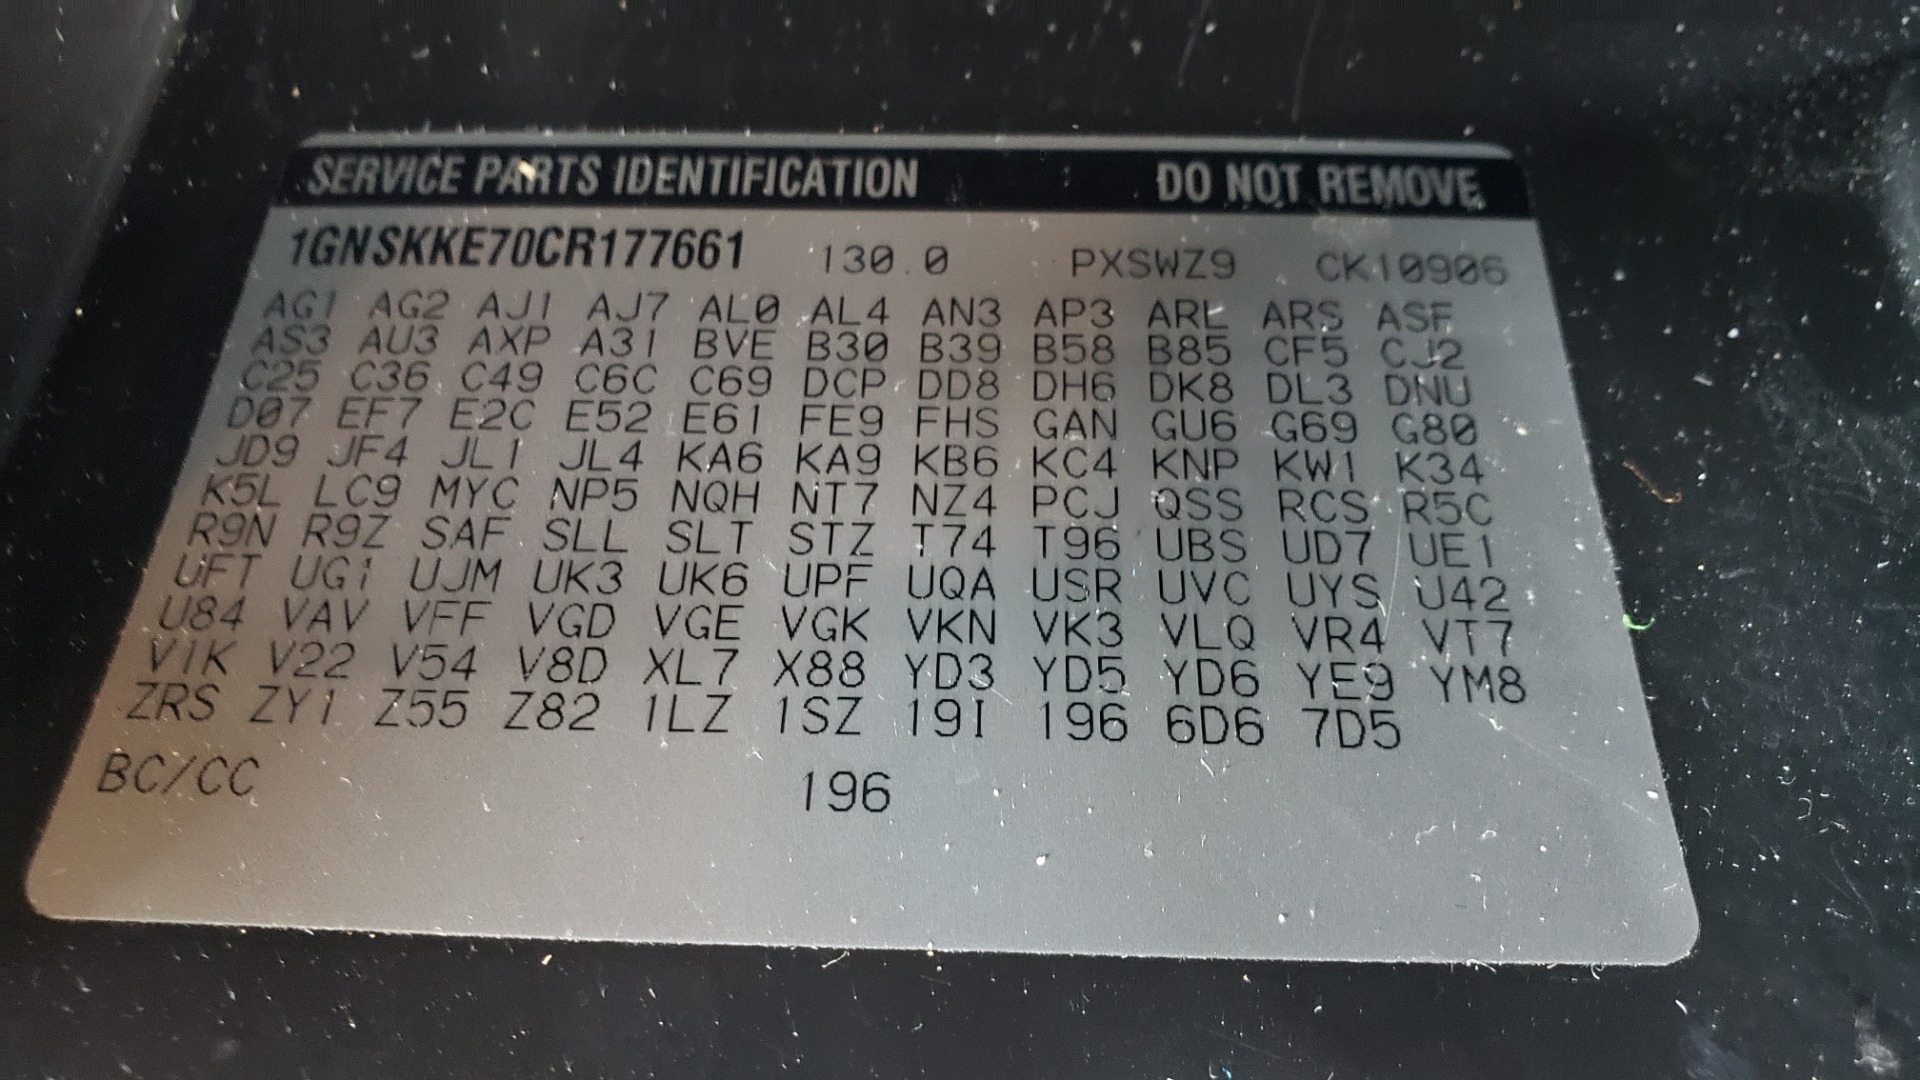 SERVICE PARTS IDENTIFICATION DO NOT REMOVE
1GNSKKE70CR177661 130.0 PXSWZ9 CK10906
AG1 AG2 AJ1 AJ7 AL0 AL4 AN3 AP3 ARL ARS ASF
AS3 AU3 AXP A31 BVE B30 B39 B58 B85 CF5 CJ2
C25 C36 C49 C6C C69 DCP DD8 DH6 DK8 DL3 DNU
D07 EF7 E2C E52 E61 FE9 FHS GAN GU6 G69 G80
JD9 JF4 JL1 JL4 KA6 KA9 KB6 KC4 KNP KW1 K34
K5L LC9 MYC NP5 NQH NT7 NZ4 PCJ QSS RCS R5C
R9N R9Z SAF SLL SLT STZ T74 T96 UBS UD7 UE1
UFT UG1 UJM UK3 UK6 UPF UQA USR UVC UYS U42
U84 VAV VFF VGD VGE VGK VKN VK3 VLQ VR4 VT7
V1K V22 V54 V8D XL7 X88 YD3 YD5 YD6 YE9 YM8
ZRS ZY1 Z55 Z82 1LZ 1SZ 19I 196 6D6 7D5
BC/CC 196